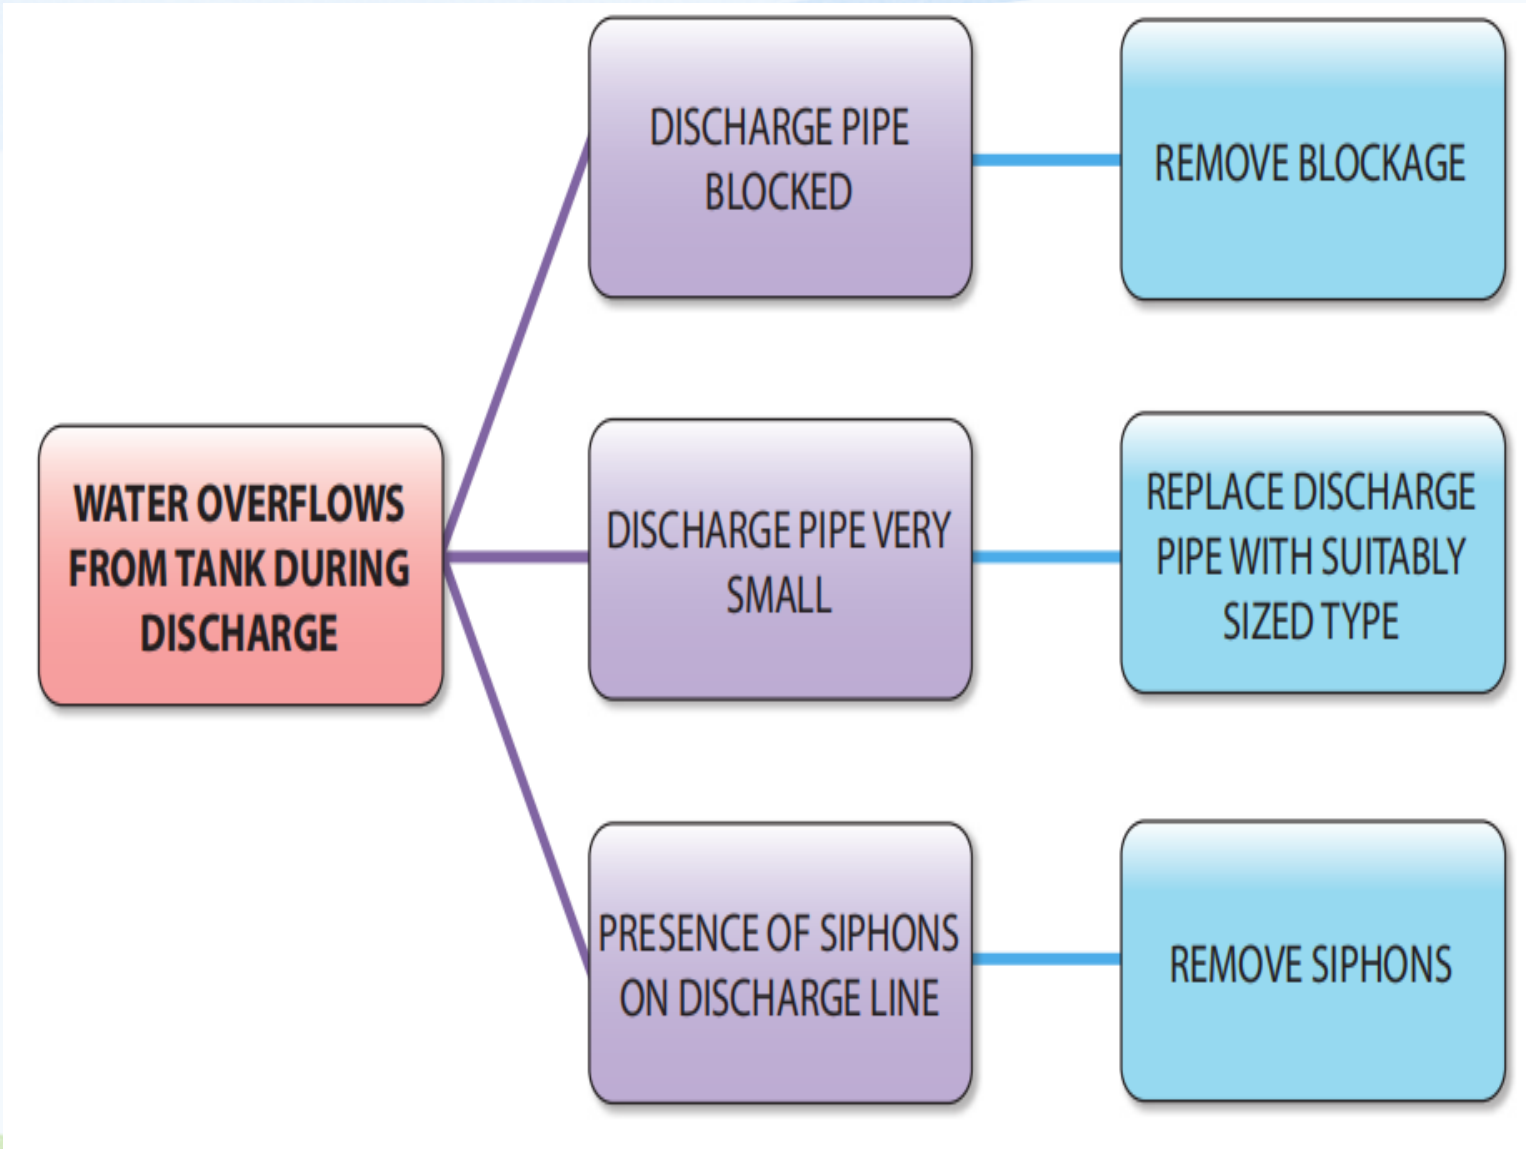 DISCHARGE PIPE
BLOCKED
REMOVE BLOCKAGE
WATER OVERFLOWS
FROM TANK DURING
DISCHARGE
DISCHARGE PIPE VERY
SMALL
REPLACE DISCHARGE
PIPE WITH SUITABLY
SIZED TYPE
PRESENCE OF SIPHONS
ON DISCHARGE LINE
REMOVE SIPHONS